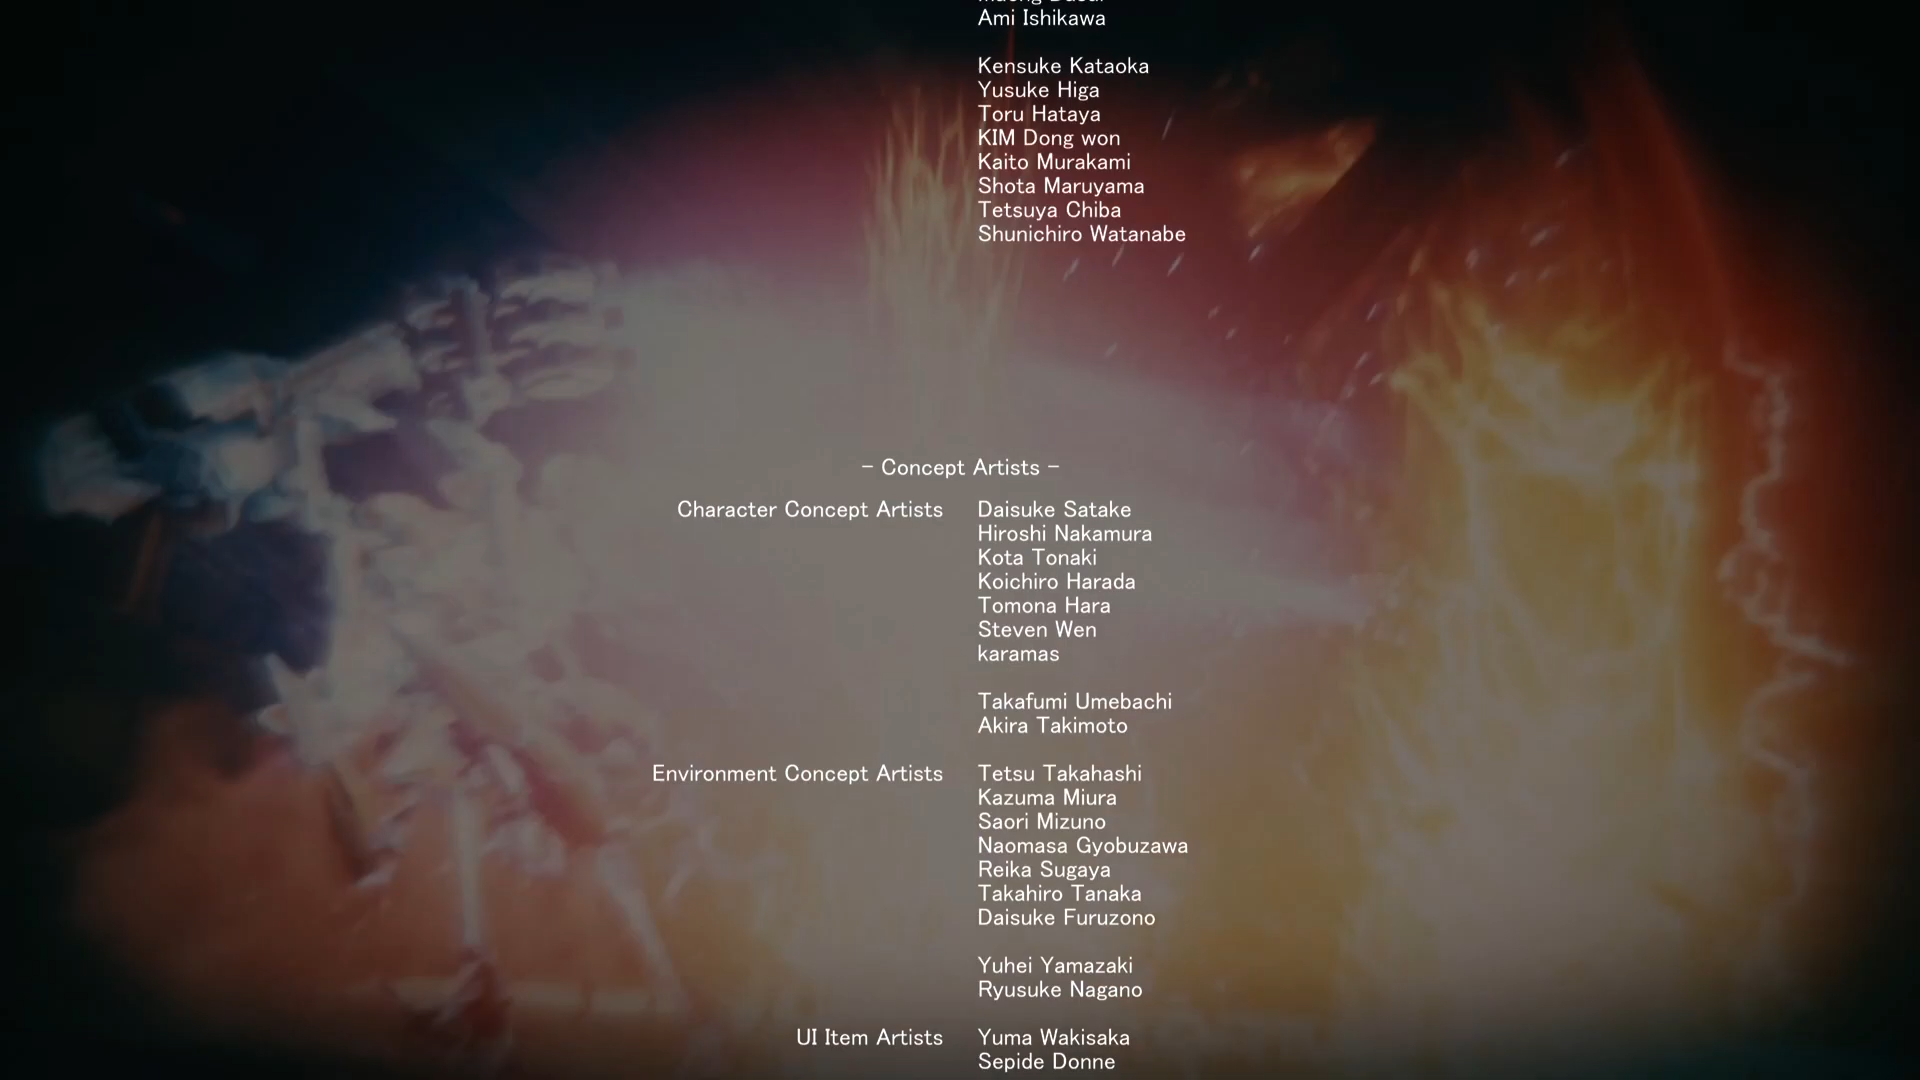 Ami Ishikawa
Kensuke Kataoka
Yusuke Higa
Toru Hataya
KIM Dong won
Kaito Murakami
Shota Maruyama
Tetsuya Chiba
Shunichiro Watanabe
- Concept Artists -
Character Concept Artists Daisuke Satake
Hiroshi Nakamura
Kota Tonaki
Koichiro Harada
Tomona Hara
Steven Wen
karamas
Takafumi Umebachi
Akira Takimoto
Environment Concept Artists Tetsu Takahashi
Kazuma Miura
Saori Mizuno
Naomasa Gyobuzawa
Reika Sugaya
Takahiro Tanaka
Daisuke Furuzono
Yuhei Yamazaki
Ryusuke Nagano
UI Item Artists Yuma Wakisaka
Sepide Donne